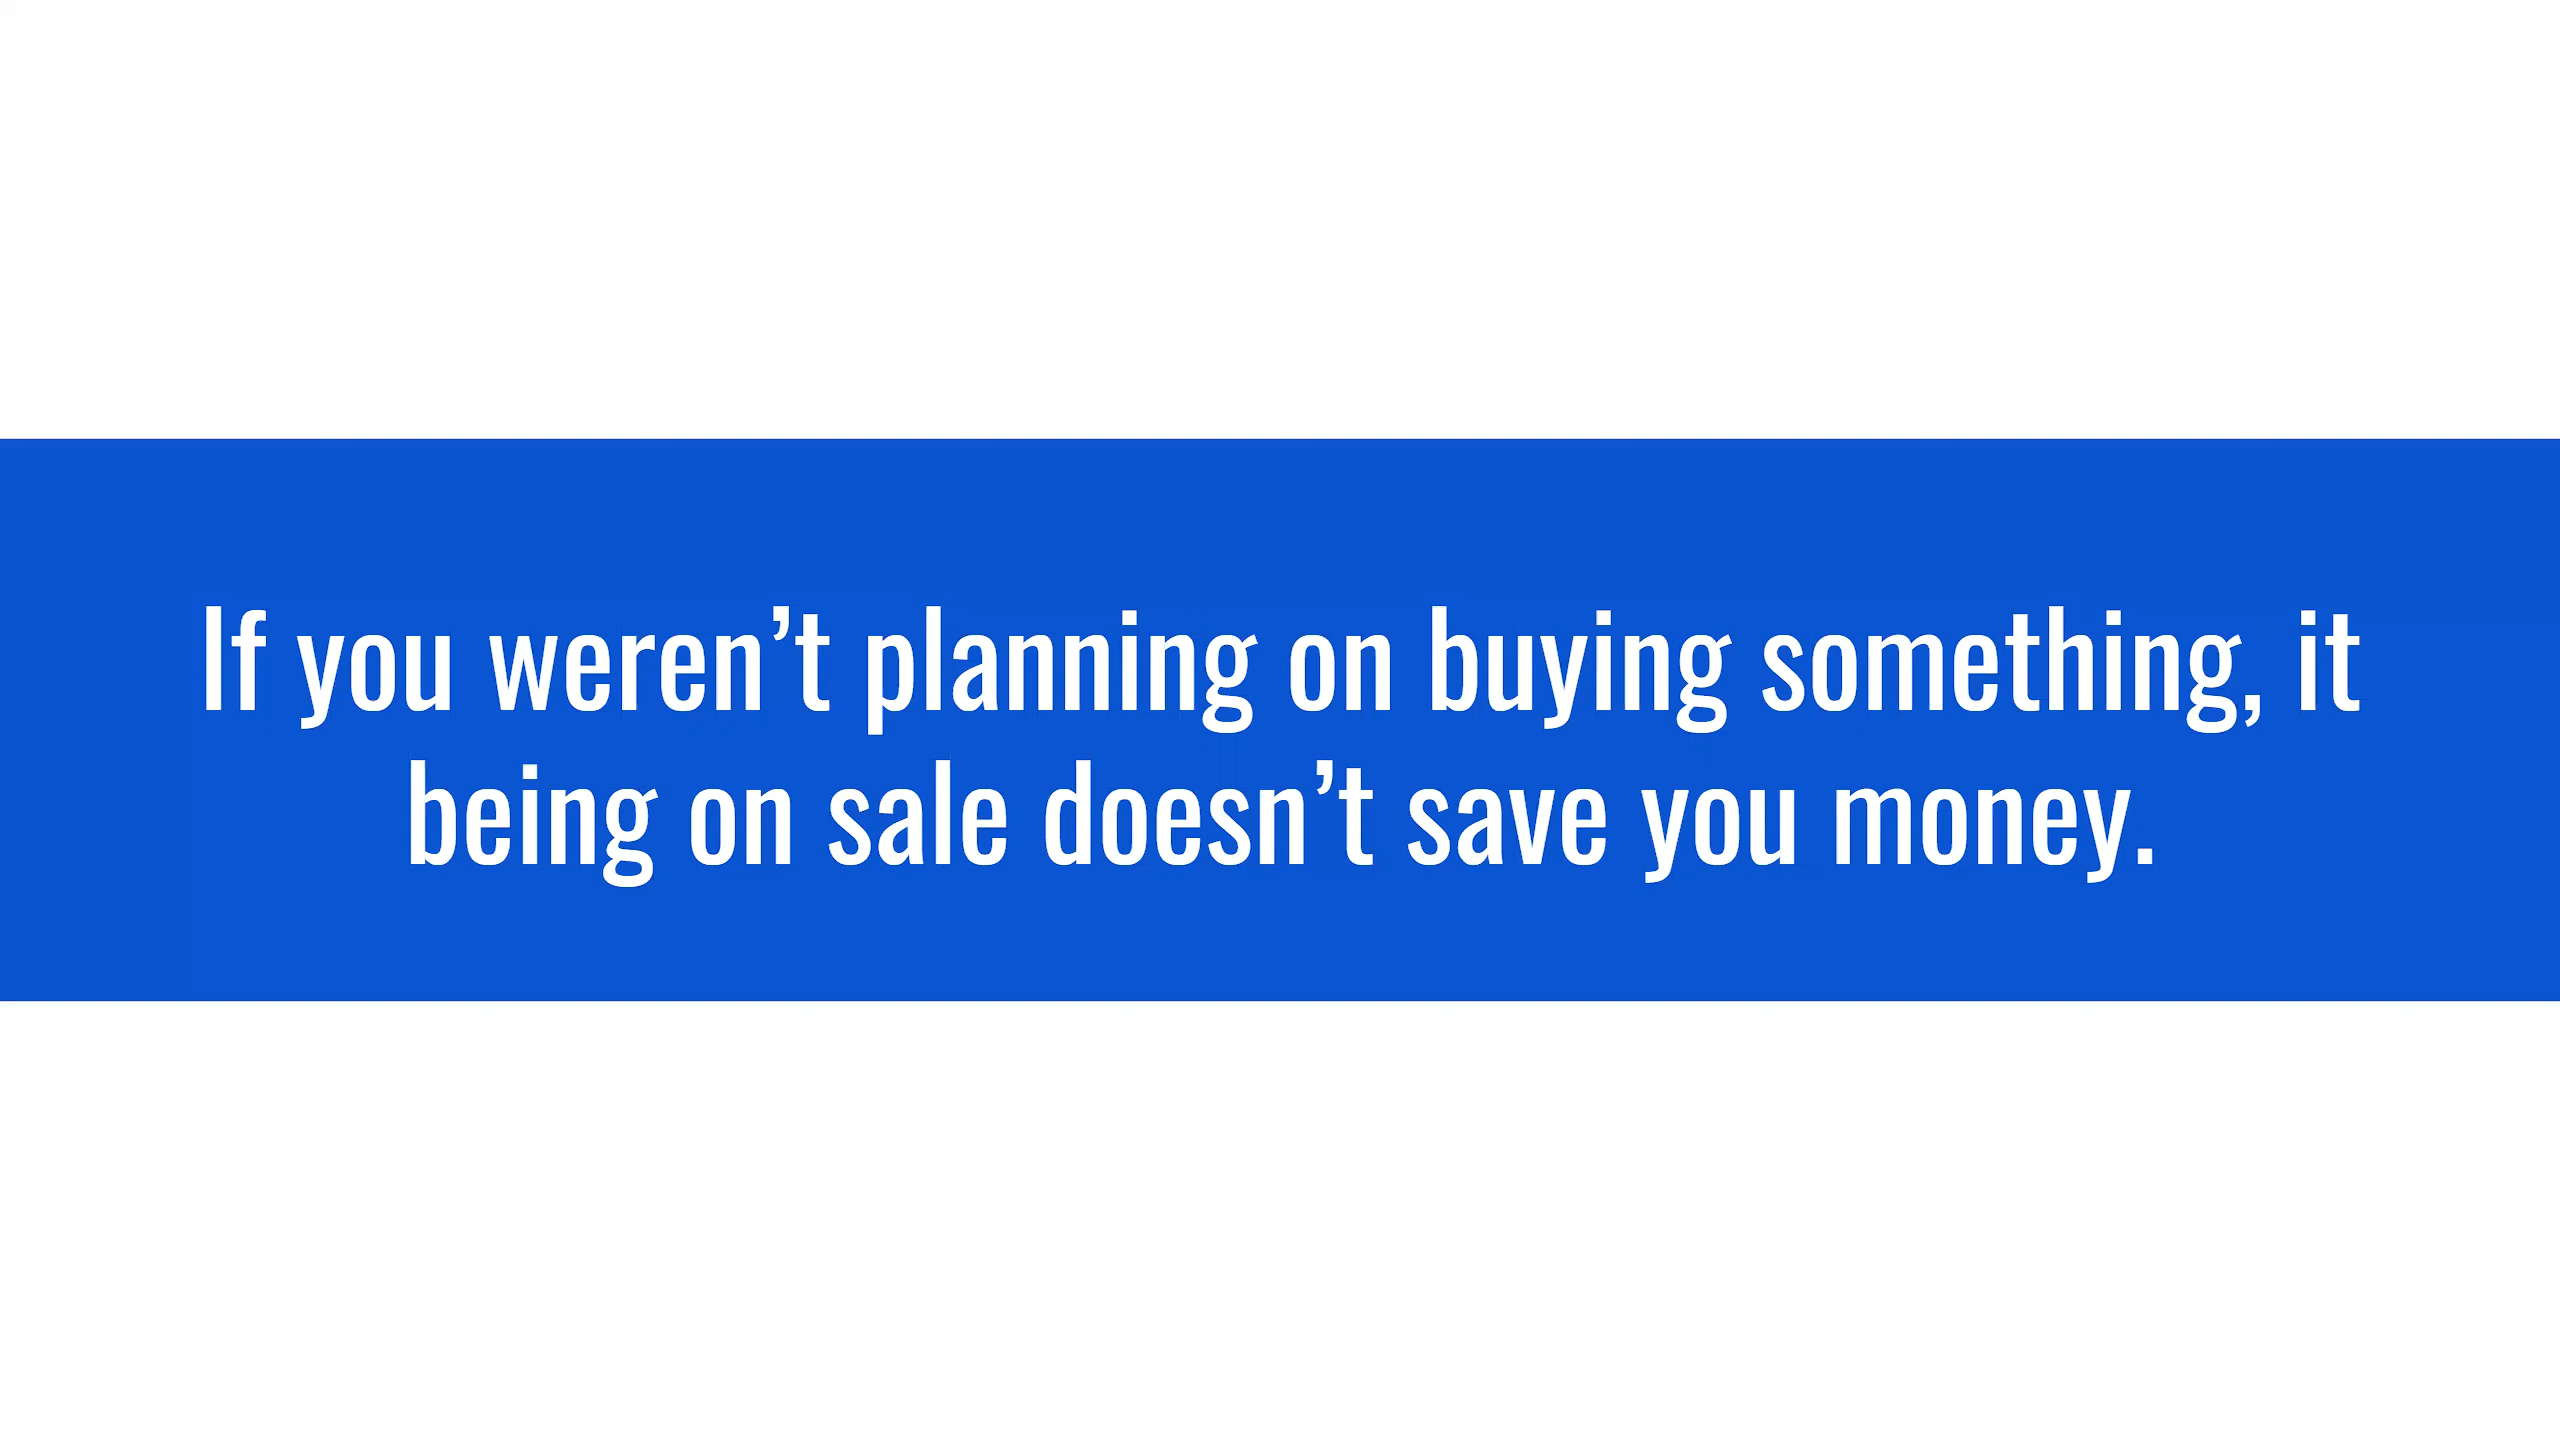 If you weren’t planning on buying something, it
being on sale doesn’t save you money.